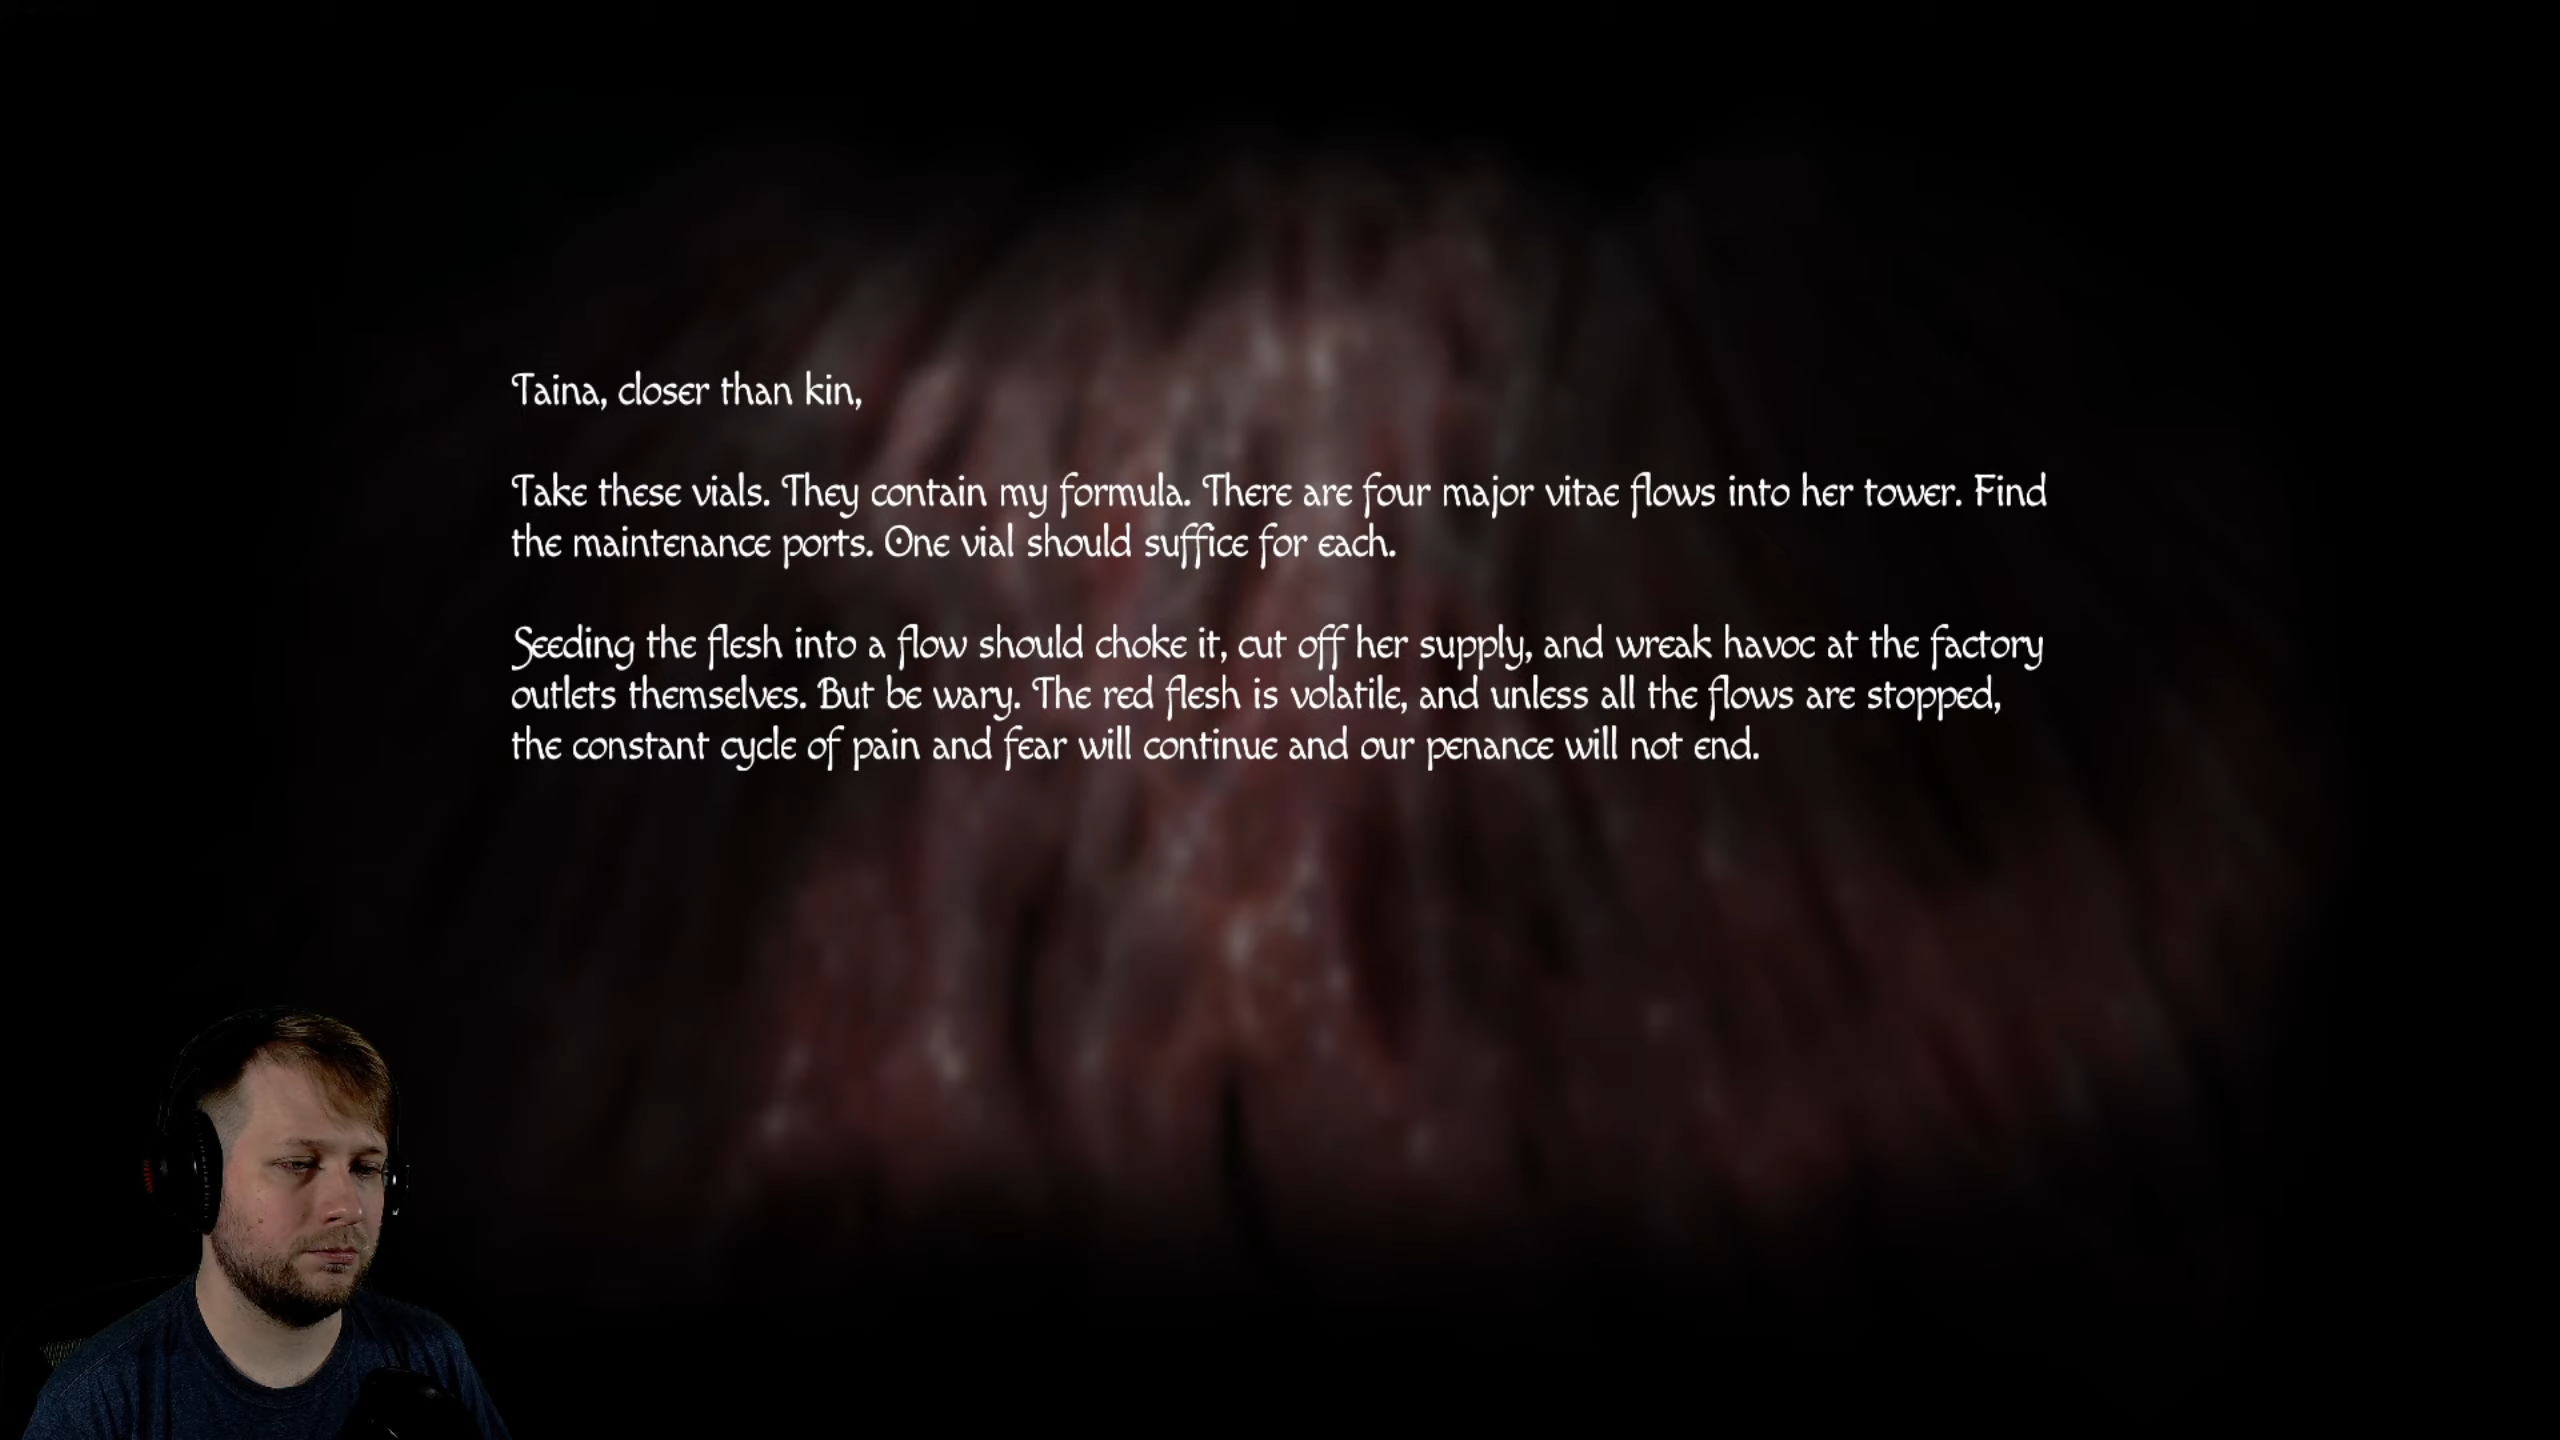 Taina, closer than kin,
Take these vials. They contain my formula. There are four major vitae flows into her tower. Find
the maintenance ports. One vial should suffice for each.
Seeding the flesh into a flow should choke it, cut off her supply, and wreak havoc at the factory
outlets themselves. But be wary. The red flesh is volatile, and unless all the flows are stopped,
the constant cycle of pain and fear will continue and our penance will not end.